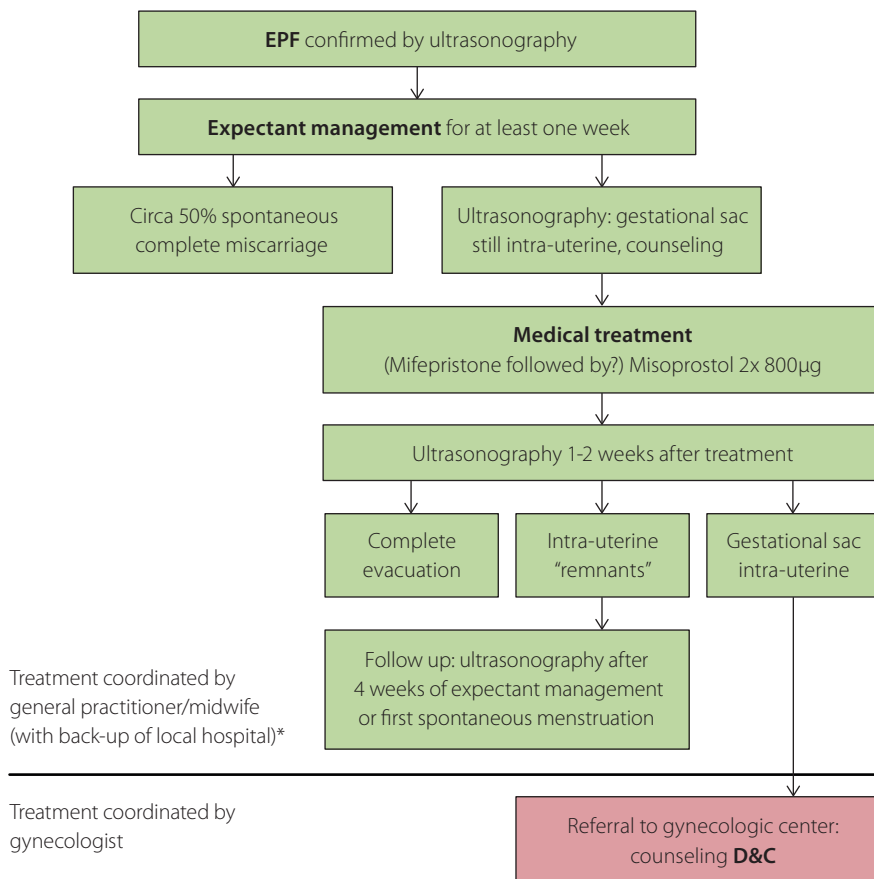 EPF confirmed by ultrasonography
Expectant management for at least one week
Circa 50% spontaneous
complete miscarriage
Ultrasonography: gestational sac
still intra-uterine, counseling
Medical treatment
(Mifepristone followed by?) Misoprostol 2x 800µg
Ultrasonography 1-2 weeks after treatment
Complete
evacuation
Intra-uterine
“remnants”
Gestational sac
intra-uterine
Follow up: ultrasonography after
4 weeks of expectant management
or first spontaneous menstruation
Treatment coordinated by
general practitioner/midwife
(with back-up of local hospital)*
Treatment coordinated by
gynecologist
Referral to gynecologic center:
counseling D&C